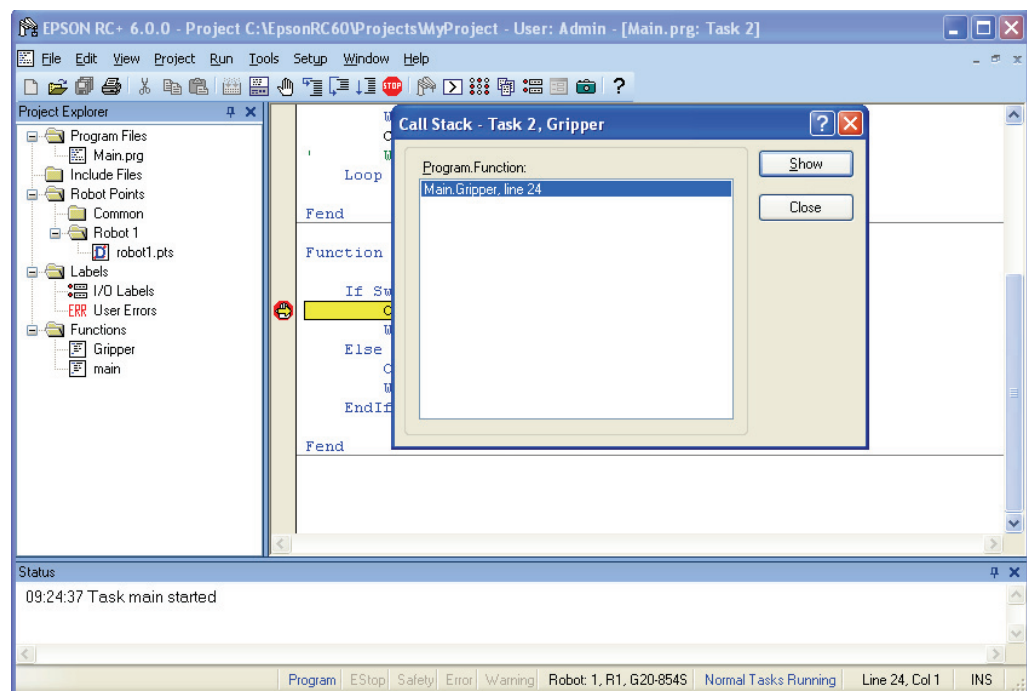 EPSON RC+ 6.0.0 - Project C:\EpsonRC60\Projects\MyProject - User: Admin - [Main.prg: Task 2]
File Edit View Project Run Tools Setup Window Help
STOP
Project Explorer
Program Files
Main.prg
Include Files
Robot Points
Common
Robot 1
robot1.pts
Labels
I/O Labels
ERR User Errors
Functions
Gripper
main
Loop
Fend
Function
If Sw
Else
EndIf
Fend
Call Stack - Task 2, Gripper
Program.Function:
Main.Gripper, line 24
Show
Close
Status
09:24:37 Task main started
Program EStop Safety Error Warning Robot: 1, R1, G20-854S Normal Tasks Running Line 24, Col 1 INS